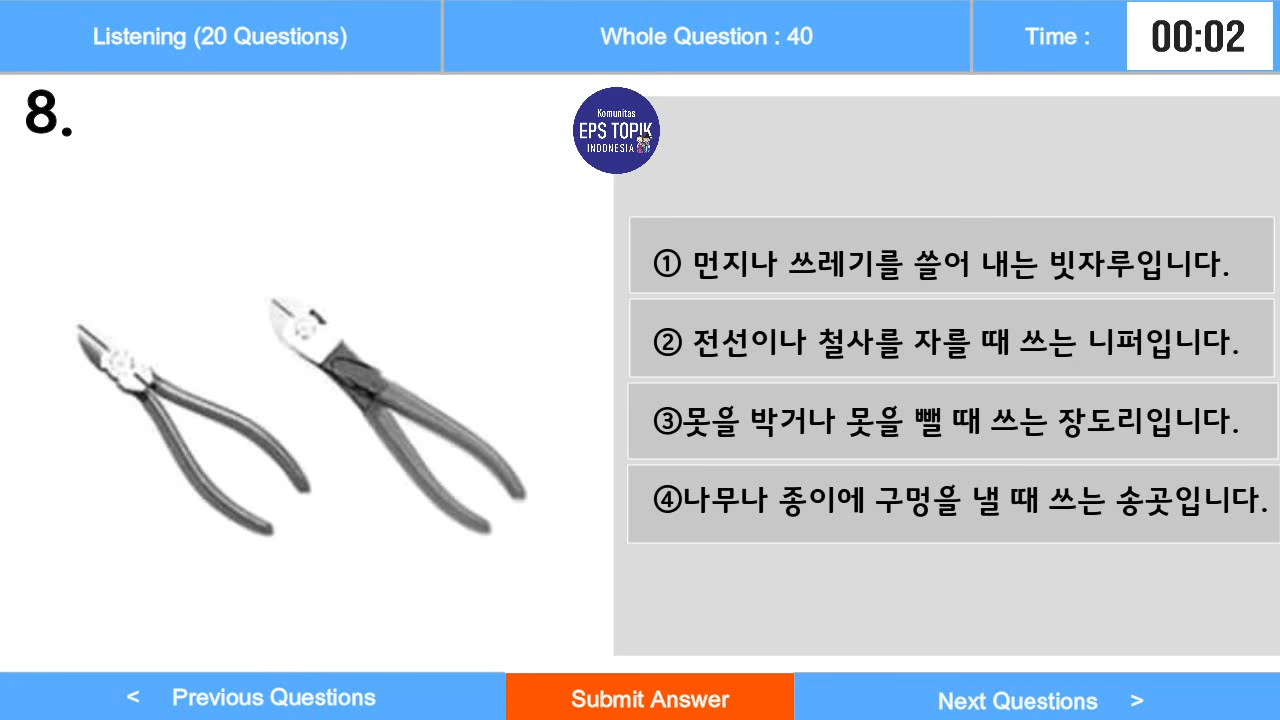 Listening (20 Questions)
Whole Question : 40
Time :
00:02
8.
Komunitas
EPS TOPIK
INDONESIA
① 먼지나 쓰레기를 쓸어 내는 빗자루입니다.
② 전선이나 철사를 자를 때 쓰는 니퍼입니다.
③못을 박거나 못을 뺄 때 쓰는 장도리입니다.
④나무나 종이에 구멍을 낼 때 쓰는 송곳입니다.
< Previous Questions
Submit Answer
Next Questions >